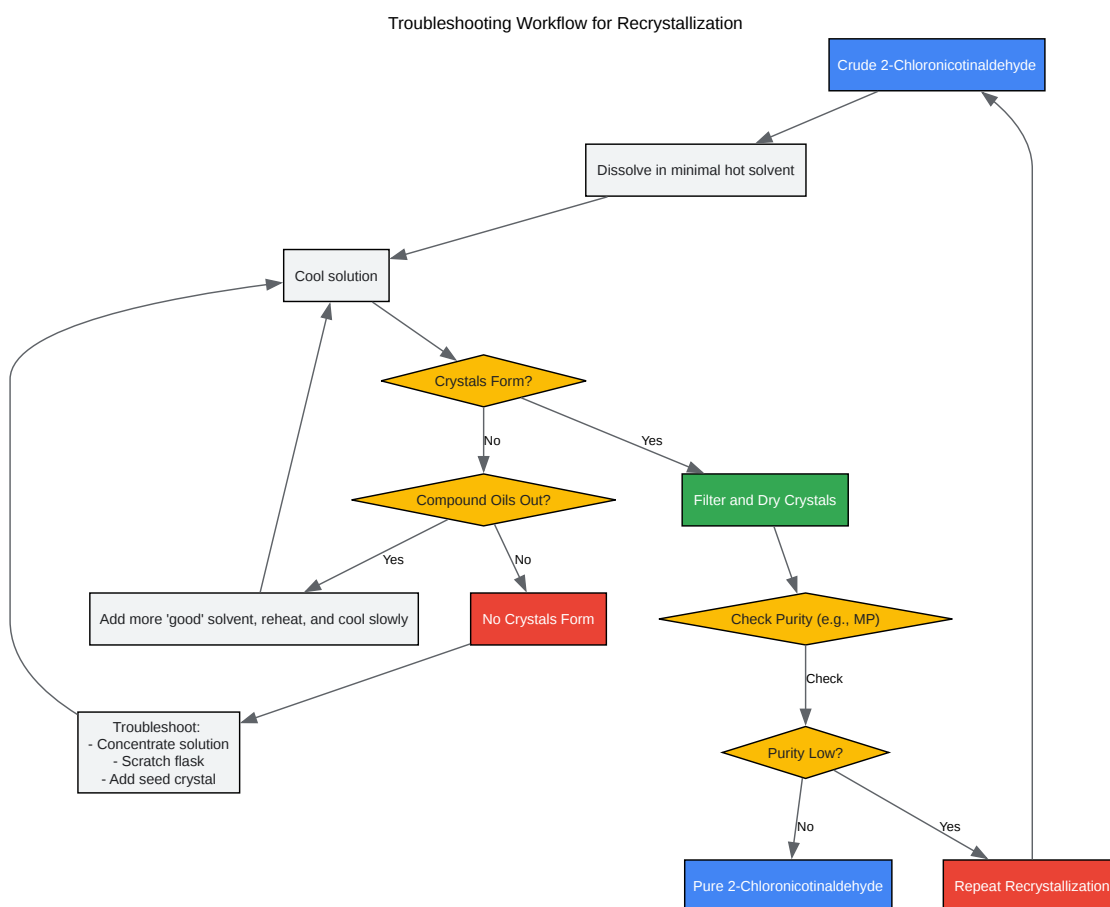 Troubleshooting Workflow for Recrystallization
Crude 2-Chloronicotinaldehyde
Dissolve in minimal hot solvent
Cool solution
Crystals Form?
No
Yes
Compound Oils Out?
Filter and Dry Crystals
Yes
No
Add more 'good' solvent, reheat, and cool slowly
No Crystals Form
Check Purity (e.g., MP)
Check
Troubleshoot:
- Concentrate solution
- Scratch flask
- Add seed crystal
Purity Low?
No
Yes
Pure 2-Chloronicotinaldehyde
Repeat Recrystallization